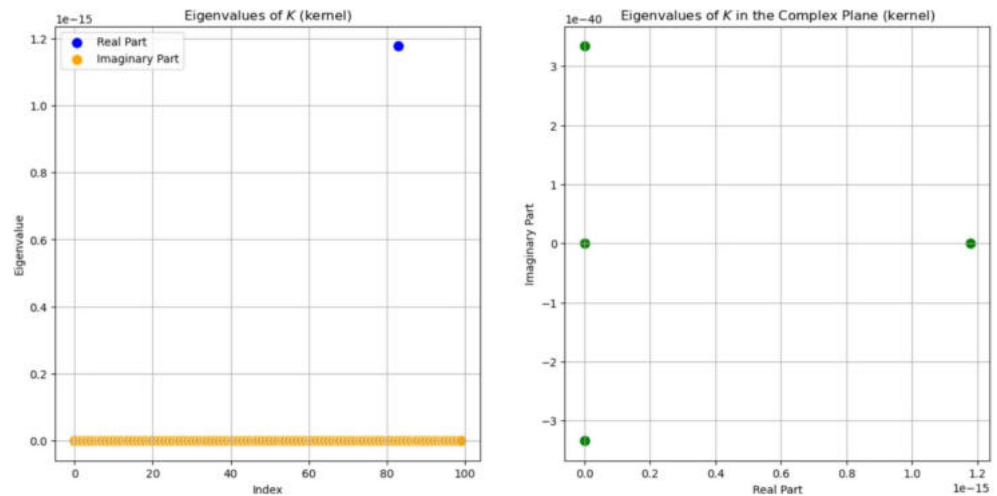 Eigenvalues of K (kernel)
1e−15
Real Part
Imaginary Part
1.2
1.0
0.8
0.6
0.4
0.2
0.0
Eigenvalue
0 20 40 60 80 100
Index
Eigenvalues of K in the Complex Plane (kernel)
1e−40
3
2
1
0
−1
−2
−3
Imaginary Part
0.0 0.2 0.4 0.6 0.8 1.0 1.2
1e−15
Real Part